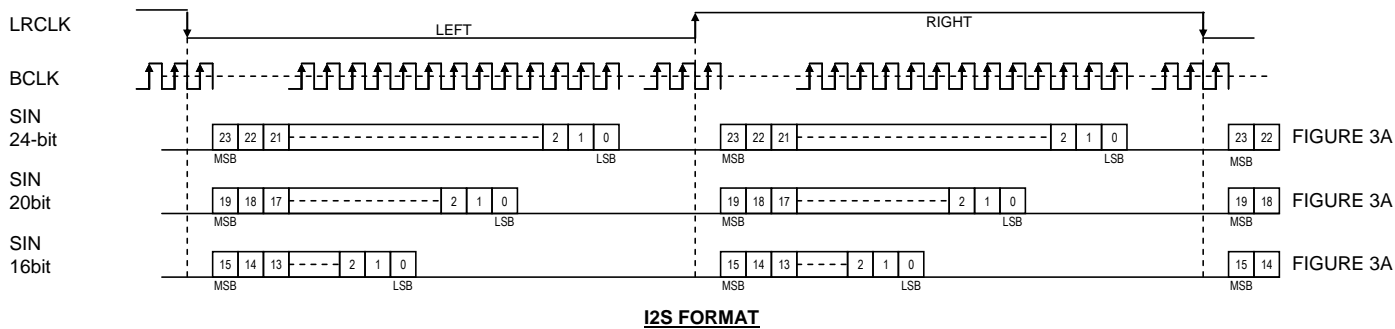 LRCLK
LEFT
RIGHT
BCLK
SIN
24-bit
23 22 21 2 1 0 23 22 21 2 1 0 23 22 FIGURE 3A
MSB LSB MSB LSB MSB
SIN
20bit
19 18 17 2 1 0 19 18 17 2 1 0 19 18 FIGURE 3A
MSB LSB MSB LSB MSB
SIN
16bit
15 14 13 2 1 0 15 14 13 2 1 0 15 14 FIGURE 3A
MSB LSB MSB LSB MSB
I2S FORMAT